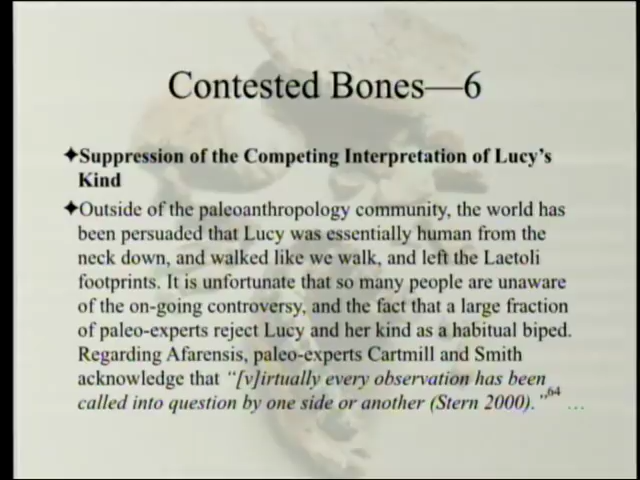 Contested Bones—6
✦Suppression of the Competing Interpretation of Lucy's
Kind
✦Outside of the paleoanthropology community, the world has
been persuaded that Lucy was essentially human from the
neck down, and walked like we walk, and left the Laetoli
footprints. It is unfortunate that so many people are unaware
of the on-going controversy, and the fact that a large fraction
of paleo-experts reject Lucy and her kind as a habitual biped.
Regarding Afarensis, paleo-experts Cartmill and Smith
acknowledge that "[v]irtually every observation has been
called into question by one side or another (Stern 2000)."64 …